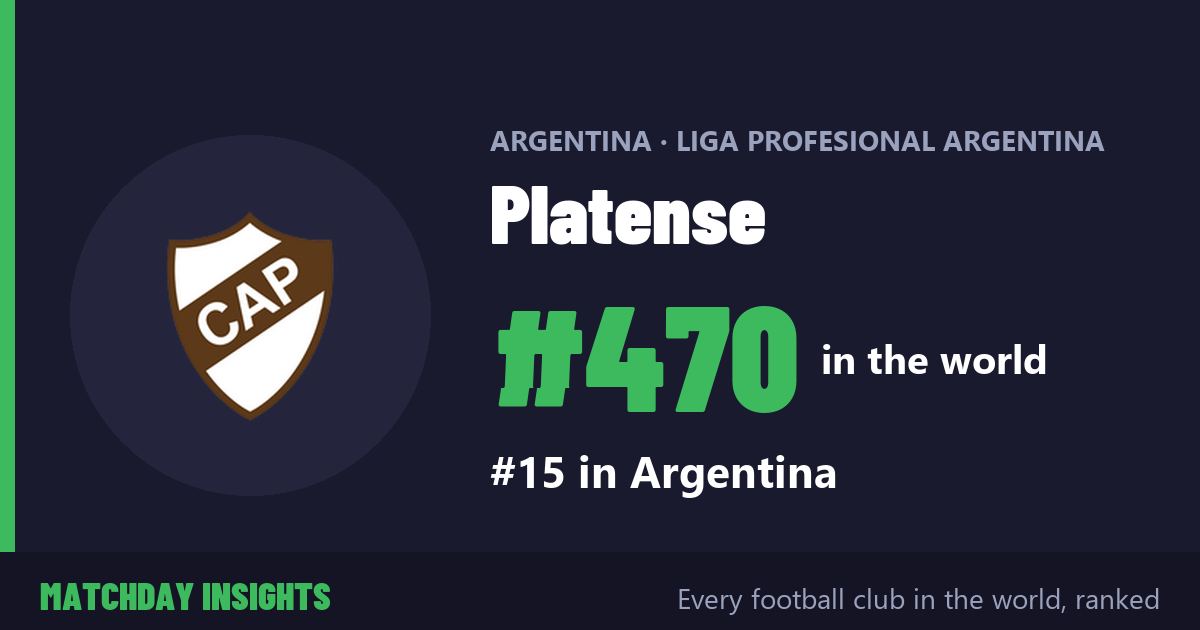 ARGENTINA · LIGA PROFESIONAL ARGENTINA
Platense
CAP
#470 in the world
#15 in Argentina
MATCHDAY INSIGHTS
Every football club in the world, ranked